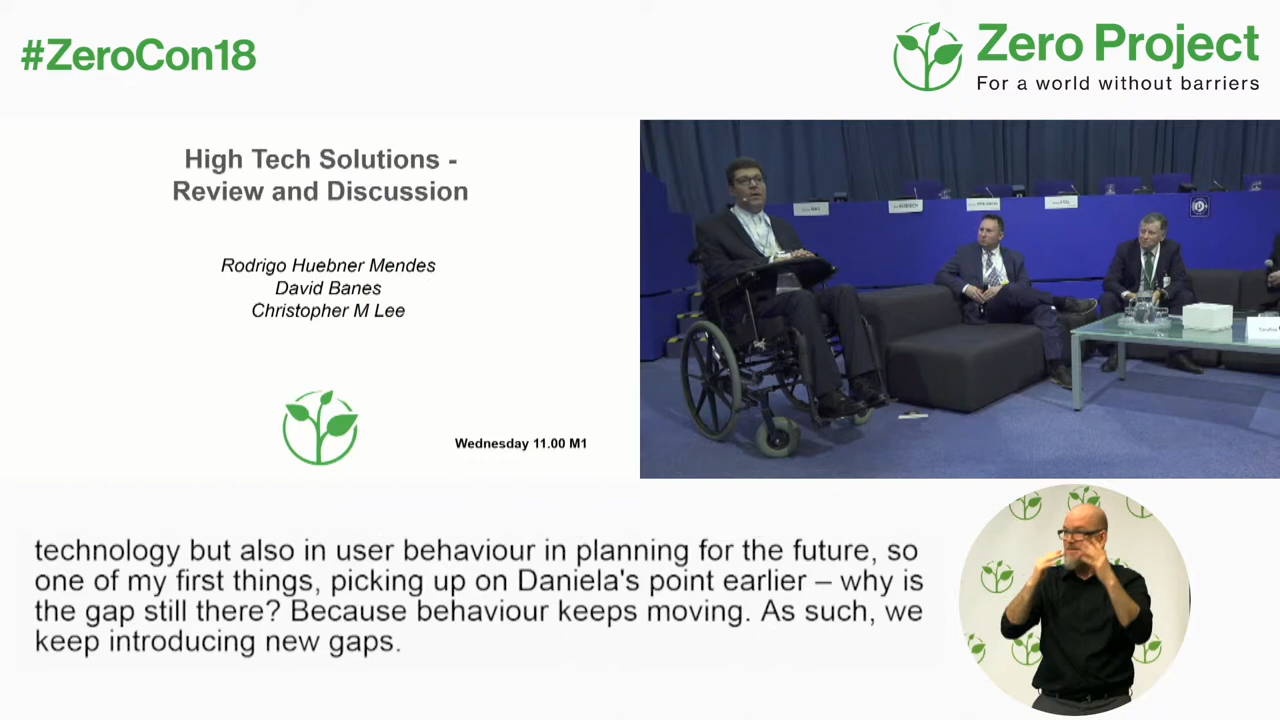 #ZeroCon18
Zero Project
For a world without barriers
High Tech Solutions -
Review and Discussion
Rodrigo Huebner Mendes
David Banes
Christopher M Lee
Wednesday 11.00 M1
technology but also in user behaviour in planning for the future, so
one of my first things, picking up on Daniela's point earlier – why is
the gap still there? Because behaviour keeps moving. As such, we
keep introducing new gaps.